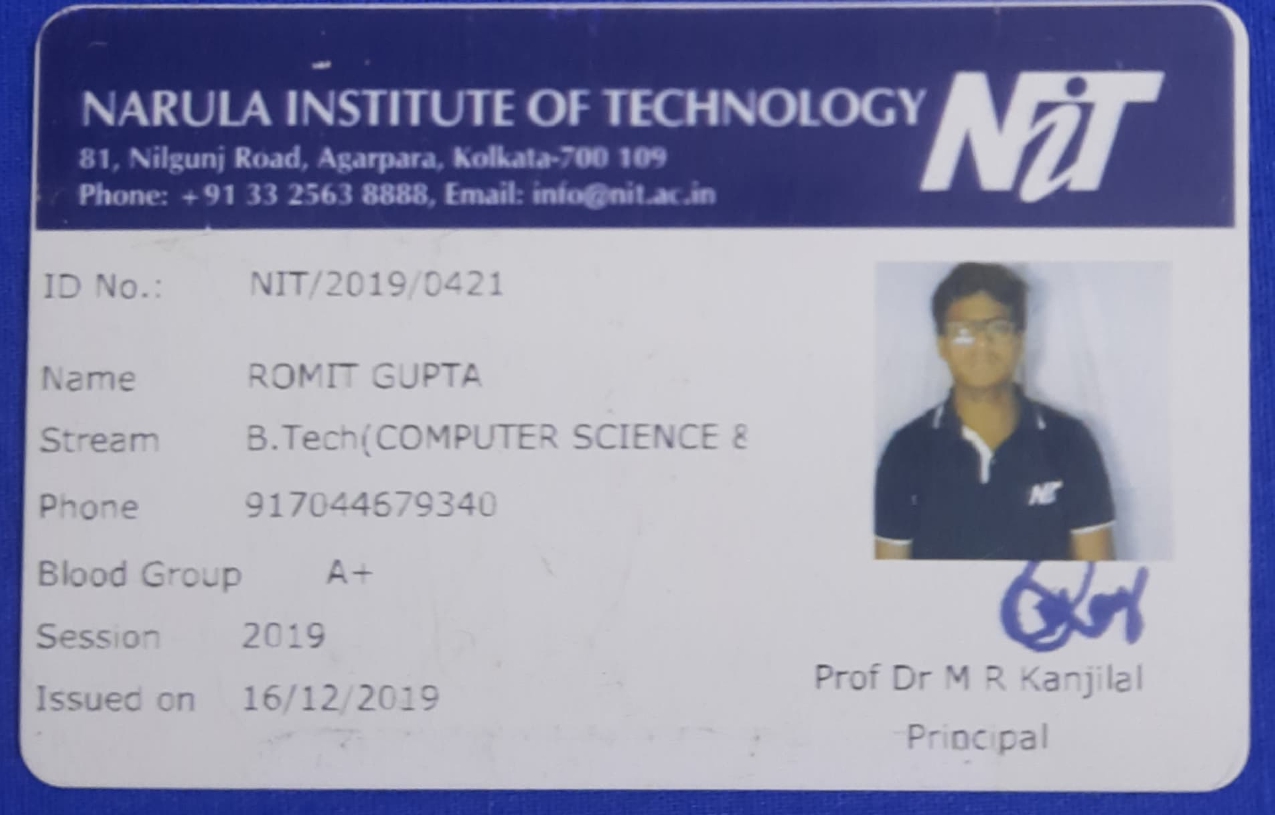 NARULA INSTITUTE OF TECHNOLOGY NiT
81, Nilgunj Road, Agarpara, Kolkata-700 109
Phone: +91 33 2563 8888, Email: info@nit.ac.in
ID No.: NIT/2019/0421
Name ROMIT GUPTA
Stream B.Tech(COMPUTER SCIENCE &
Phone 917044679340
Blood Group A+
Session 2019
Issued on 16/12/2019
NiT
Prof Dr M R Kanjilal
Principal